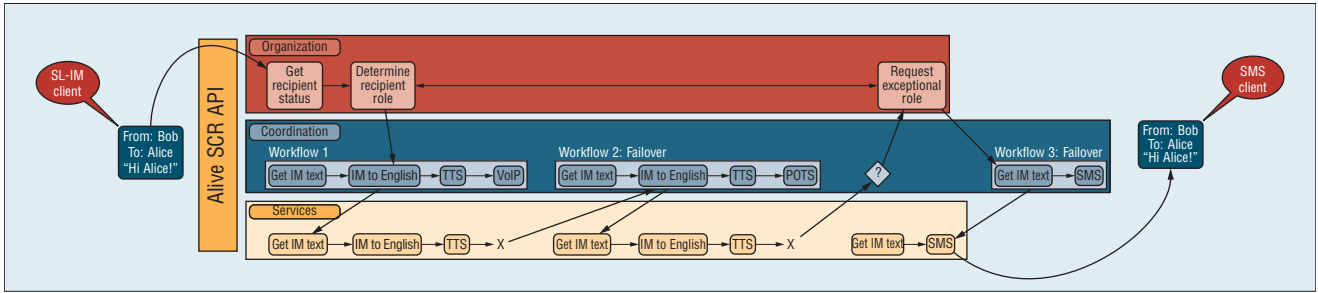 SL-IM
client
From: Bob
To: Alice
“Hi Alice!”
Alive SCR API
Organization
Get
recipient
status
Determine
recipient
role
Request
exceptional
role
Coordination
Workflow 1
Get IM text
IM to English
TTS
VoIP
Workflow 2: Failover
Get IM text
IM to English
TTS
POTS
?
Workflow 3: Failover
Get IM text
SMS
Services
Get IM text
IM to English
TTS
X
Get IM text
IM to English
TTS
X
Get IM text
SMS
SMS
client
From: Bob
To: Alice
“Hi Alice!”